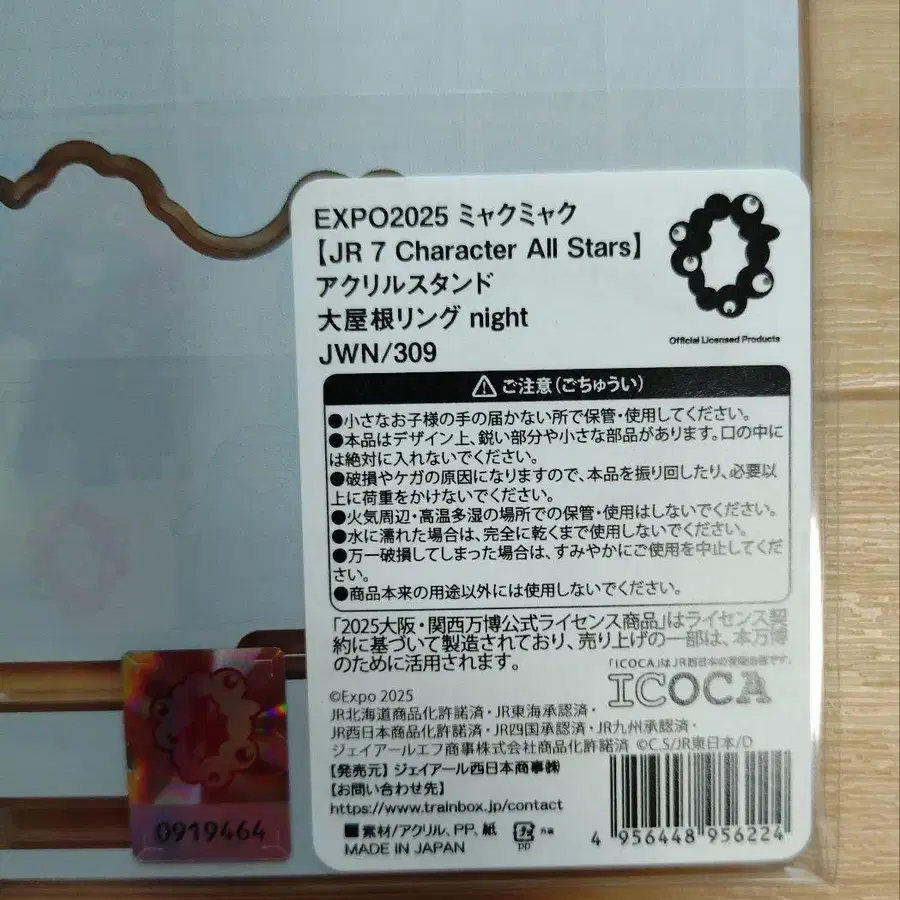 EXPO2025 ミャクミャク
【JR 7 Character All Stars】
アクリルスタンド
大屋根リング night
JWN/309
Official Licensed Products
⚠ ご注意(ごちゅうい)
●小さなお子様の手の届かない所で保管・使用してください。
●本品はデザイン上、鋭い部分や小さな部品があります。口の中に
は絶対に入れないでください。
●破損やケガの原因になりますので、本品を振り回したり、必要以
上に荷重をかけないでください。
●火気周辺・高温多湿の場所での保管・使用はしないでください。
●水に濡れた場合は、完全に乾くまで使用しないでください。
●万一破損してしまった場合は、すみやかにご使用を中止してくだ
さい。
●商品本来の用途以外には使用しないでください。
「2025大阪・関西万博公式ライセンス商品」はライセンス契
約に基づいて製造されており、売り上げの一部は、本万博
のために活用されます。
「ICOCA」はJR西日本の登録商標です。
ICOCA
©Expo 2025
JR北海道商品化許諾済・JR東海承認済・
JR西日本商品化許諾済・JR四国承認済・JR九州承認済・
ジェイアールエフ商事株式会社商品化許諾済 ©C.S/JR東日本/D
【発売元】ジェイアール西日本商事㈱
【お問い合わせ先】
https://www.trainbox.jp/contact
■素材/アクリル、PP、紙
プラ
外装
PP
MADE IN JAPAN
4 956448 956224
0919464